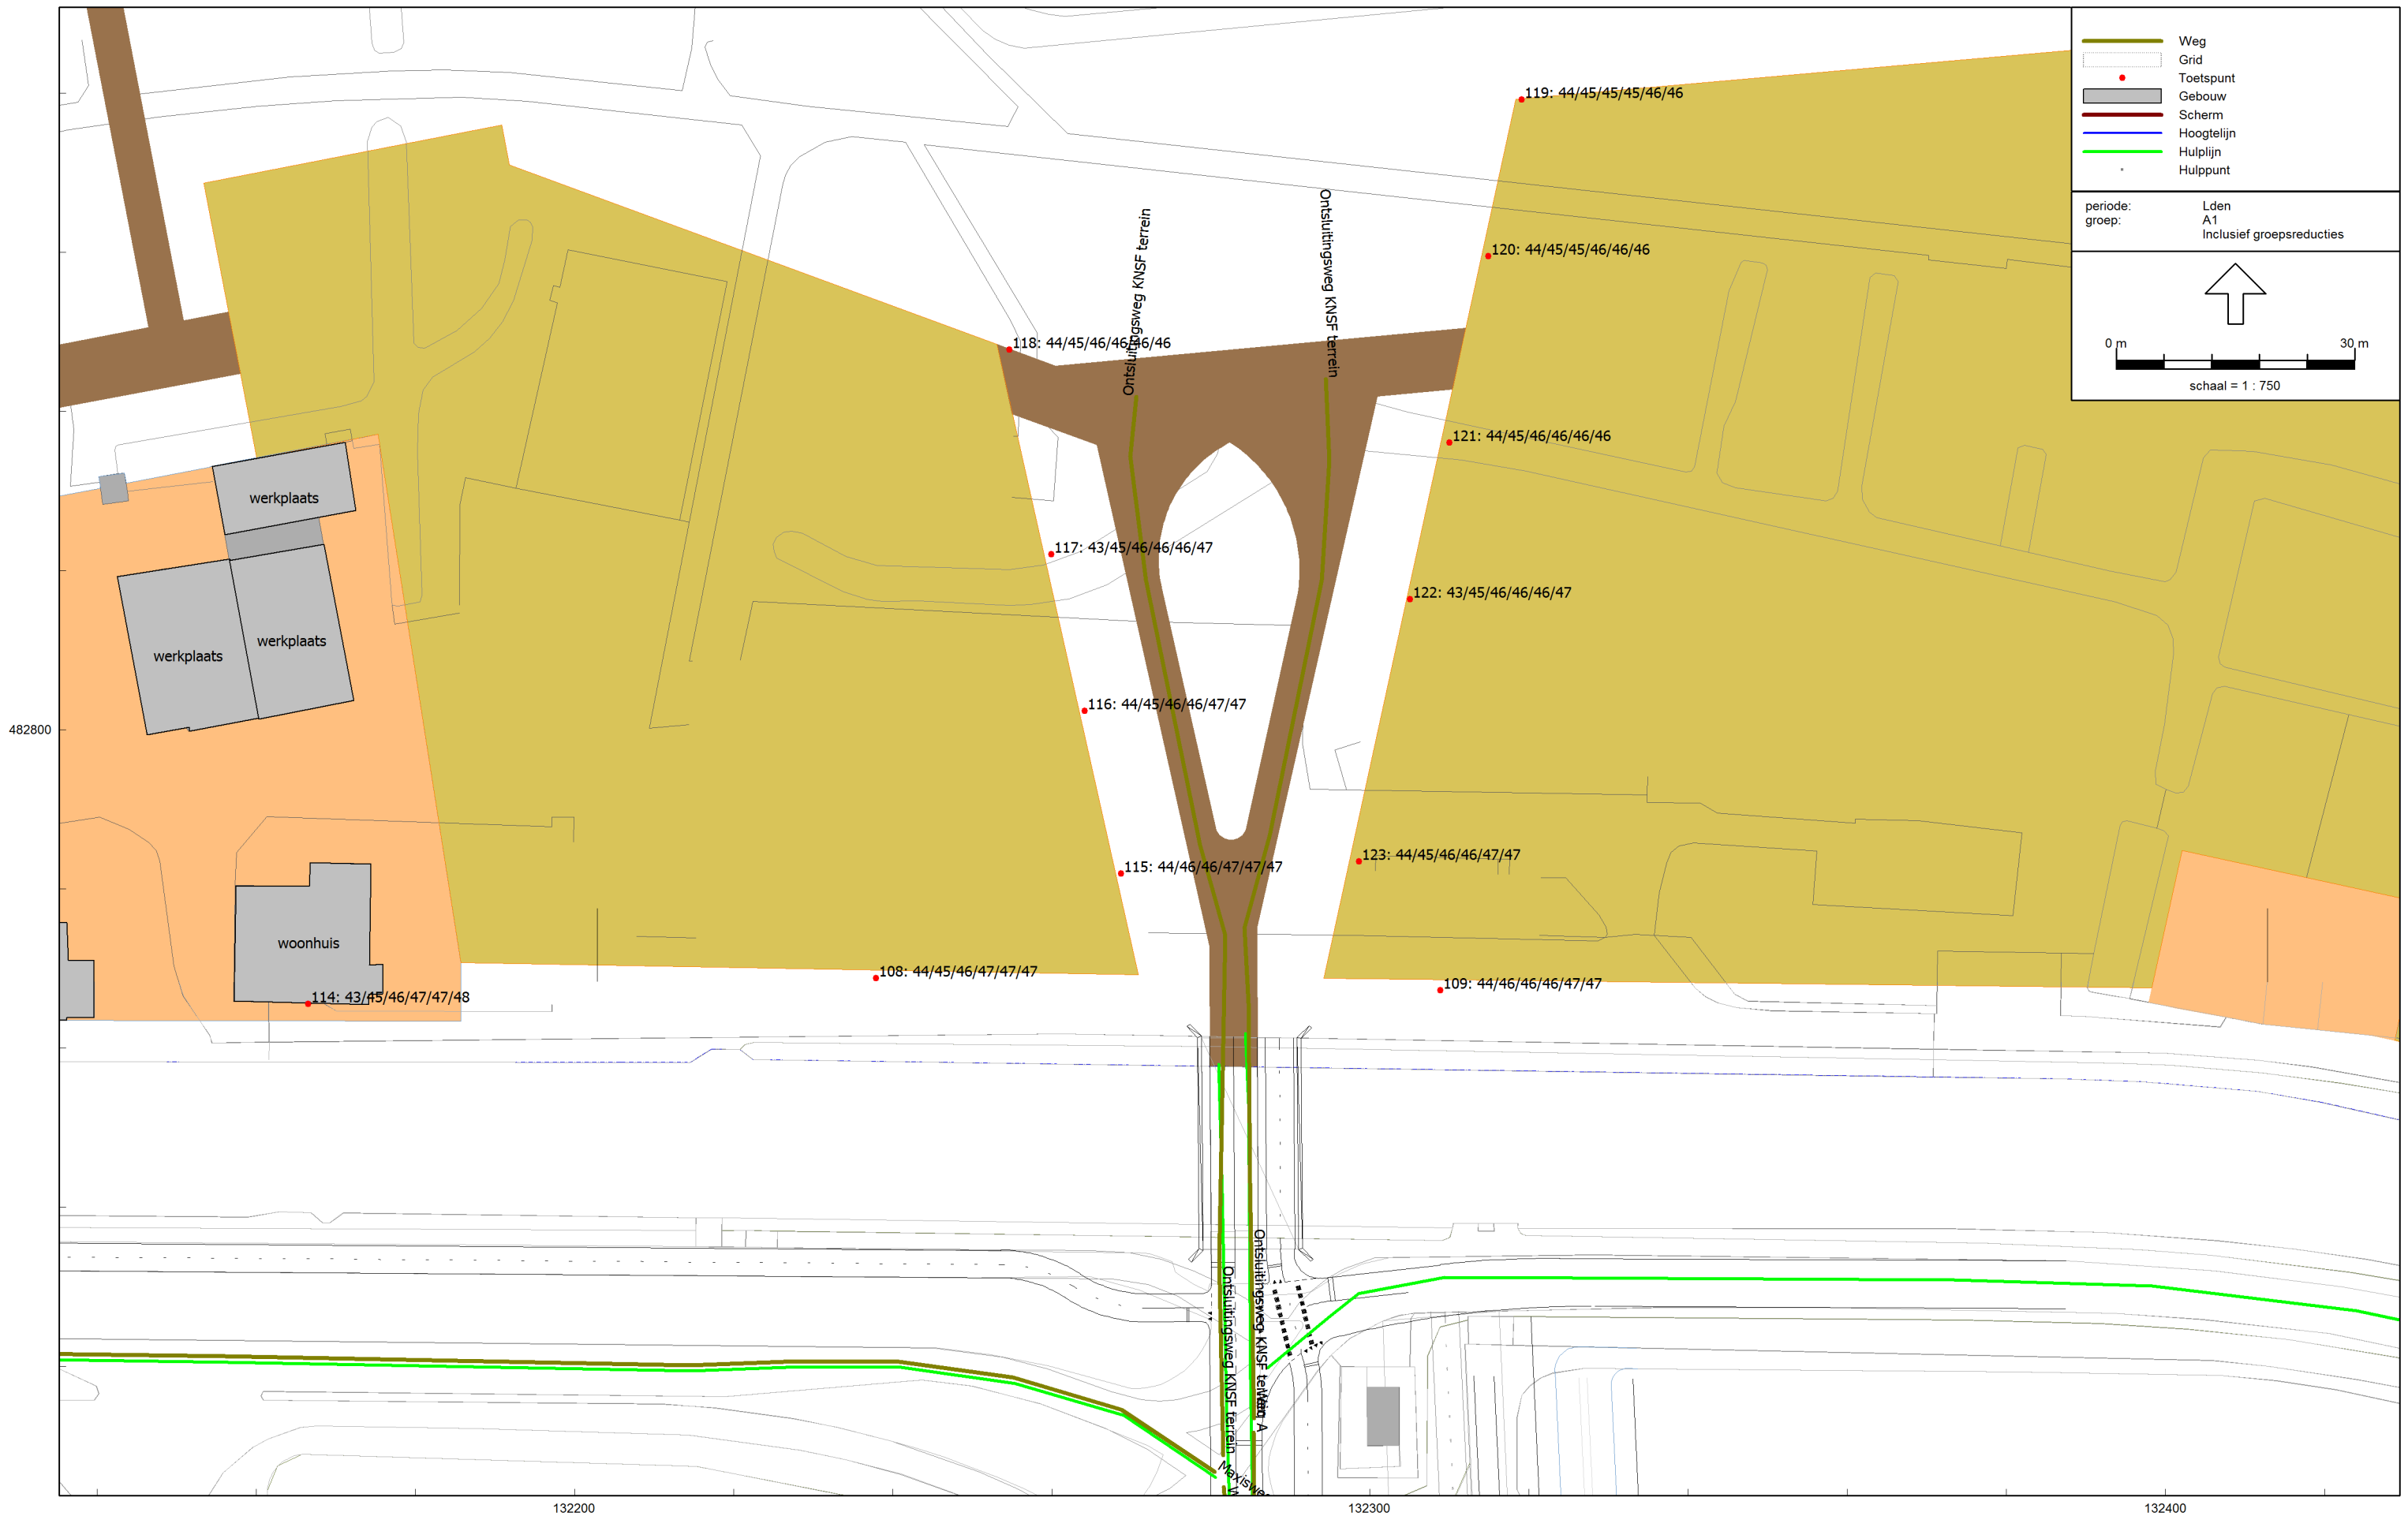 Weg
Grid
Toetspunt
Gebouw
Scherm
Hoogtelijn
Hulplijn
Hulppunt
periode: Lden
groep: A1
Inclusief groepsreducties
0 m 30 m
schaal = 1 : 750
119: 44/45/45/45/46/46
120: 44/45/45/46/46/46
Ontsluitingsweg KNSF terrein
Ontsluitingsweg KNSF terrein
118: 44/45/46/46/46/46
121: 44/45/46/46/46/46
werkplaats
117: 43/45/46/46/46/47
122: 43/45/46/46/46/47
werkplaats
werkplaats
116: 44/45/46/46/47/47
482800
123: 44/45/46/46/47/47
115: 44/46/46/47/47/47
woonhuis
108: 44/45/46/47/47/47
109: 44/46/46/46/47/47
114: 43/45/46/47/47/48
Ontsluitingsweg KNSF terrein
Ontsluitingsweg KNSF terrein
A
132200
132300
132400